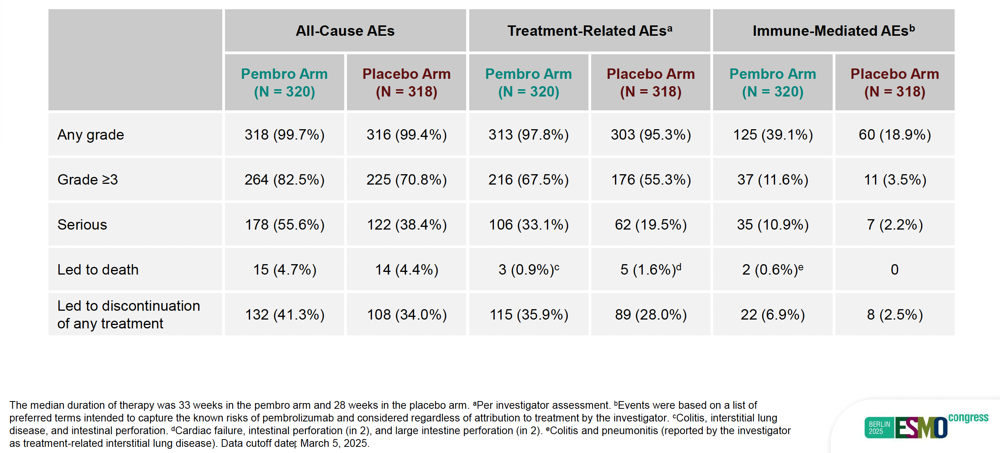 All-Cause AEs Treatment-Related AEsᵃ Immune-Mediated AEsᵇ
Pembro Arm (N = 320) Placebo Arm (N = 318) Pembro Arm (N = 320) Placebo Arm (N = 318) Pembro Arm (N = 320) Placebo Arm (N = 318)
Any grade 318 (99.7%) 316 (99.4%) 313 (97.8%) 303 (95.3%) 125 (39.1%) 60 (18.9%)
Grade ≥3 264 (82.5%) 225 (70.8%) 216 (67.5%) 176 (55.3%) 37 (11.6%) 11 (3.5%)
Serious 178 (55.6%) 122 (38.4%) 106 (33.1%) 62 (19.5%) 35 (10.9%) 7 (2.2%)
Led to death 15 (4.7%) 14 (4.4%) 3 (0.9%)ᶜ 5 (1.6%)ᵈ 2 (0.6%)ᵉ 0
Led to discontinuation of any treatment 132 (41.3%) 108 (34.0%) 115 (35.9%) 89 (28.0%) 22 (6.9%) 8 (2.5%)
The median duration of therapy was 33 weeks in the pembro arm and 28 weeks in the placebo arm. ᵃPer investigator assessment. ᵇEvents were based on a list of
preferred terms intended to capture the known risks of pembrolizumab and considered regardless of attribution to treatment by the investigator. ᶜColitis, interstitial lung
disease, and intestinal perforation. ᵈCardiac failure, intestinal perforation (in 2), and large intestine perforation (in 2). ᵉColitis and pneumonitis (reported by the investigator
as treatment-related interstitial lung disease). Data cutoff date: March 5, 2025.
BERLIN
2025
ESMO congress